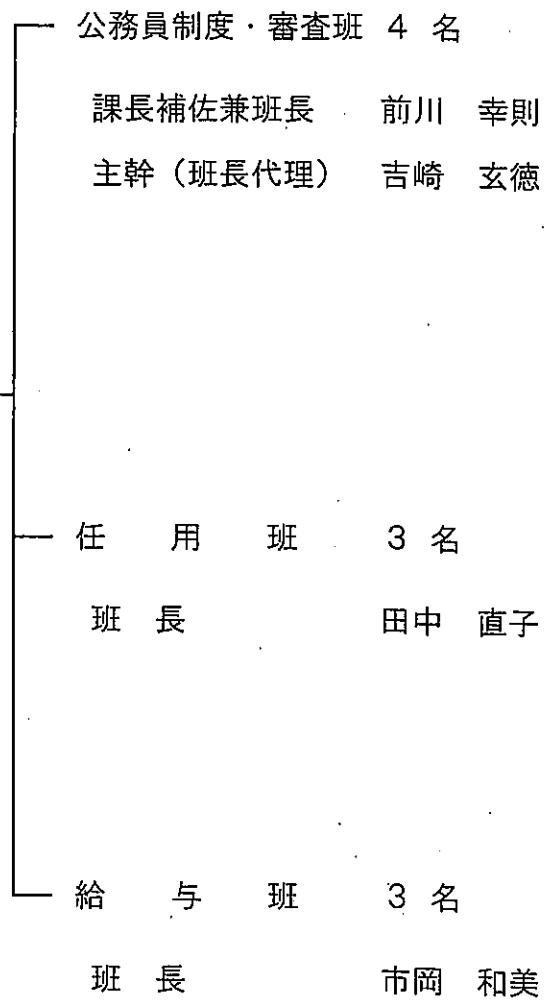 公務員制度・審査班 4 名
課長補佐兼班長 前川 幸則
主幹（班長代理） 吉崎 玄徳
任 用 班 3 名
班 長 田中 直子
給 与 班 3 名
班 長 市岡 和美